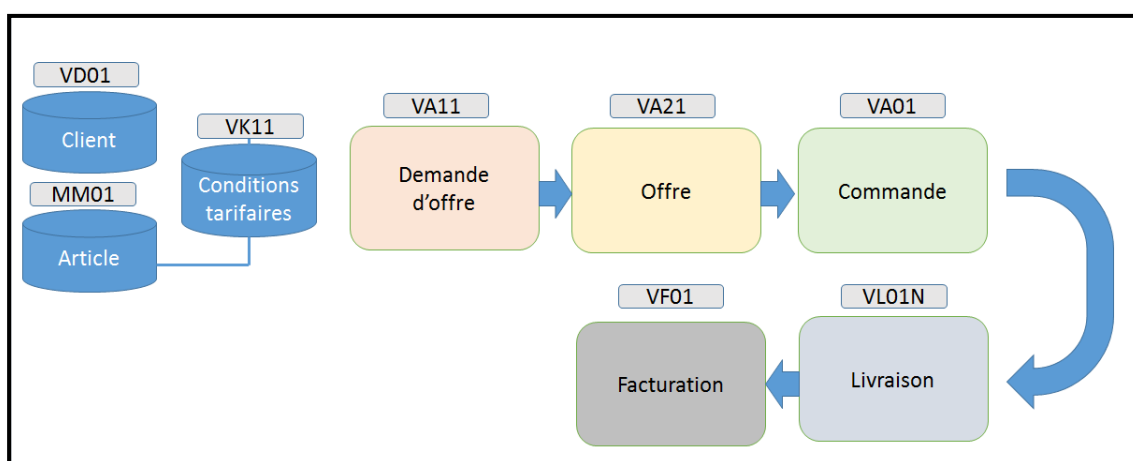 VD01
Client
MM01
Article
VK11
Conditions
tarifaires
VA11
Demande
d’offre
VA21
Offre
VA01
Commande
VL01N
Livraison
VF01
Facturation